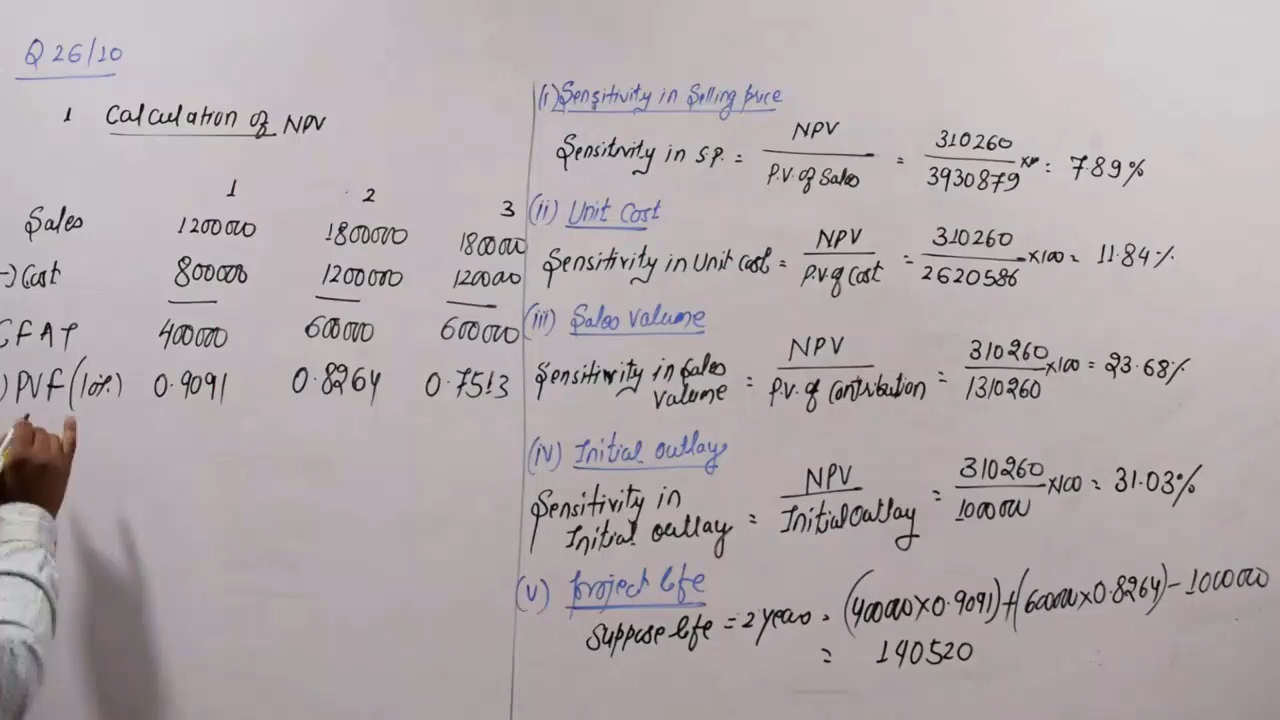 Q 26/10
1 Calculation of NPV
1 2 3
Sales 1200000 1800000 1800000
-) Cost 800000 1200000 1200000
CFAT 400000 600000 600000
) PVF (10%) 0.9091 0.8264 0.7513
(i) Sensitivity in Selling price
Sensitivity in S.P. = NPV / P.V. of Sales = 310260 / 3930879 = 7.89%
(ii) Unit Cost
Sensitivity in Unit cost = NPV / P.V of Cost = 310260 / 2620586 × 100 = 11.84%
(iii) Sales Volume
Sensitivity in Sales Volume = NPV / P.V. of Contribution = 310260 / 1310260 × 100 = 23.68%
(iv) Initial outlay
Sensitivity in Initial outlay = NPV / Initial Outlay = 310260 / 1000000 × 100 = 31.03%
(v) Project life
Suppose life = 2 years = (400000 × 0.9091) + (600000 × 0.8264) - 1000000
= 140520